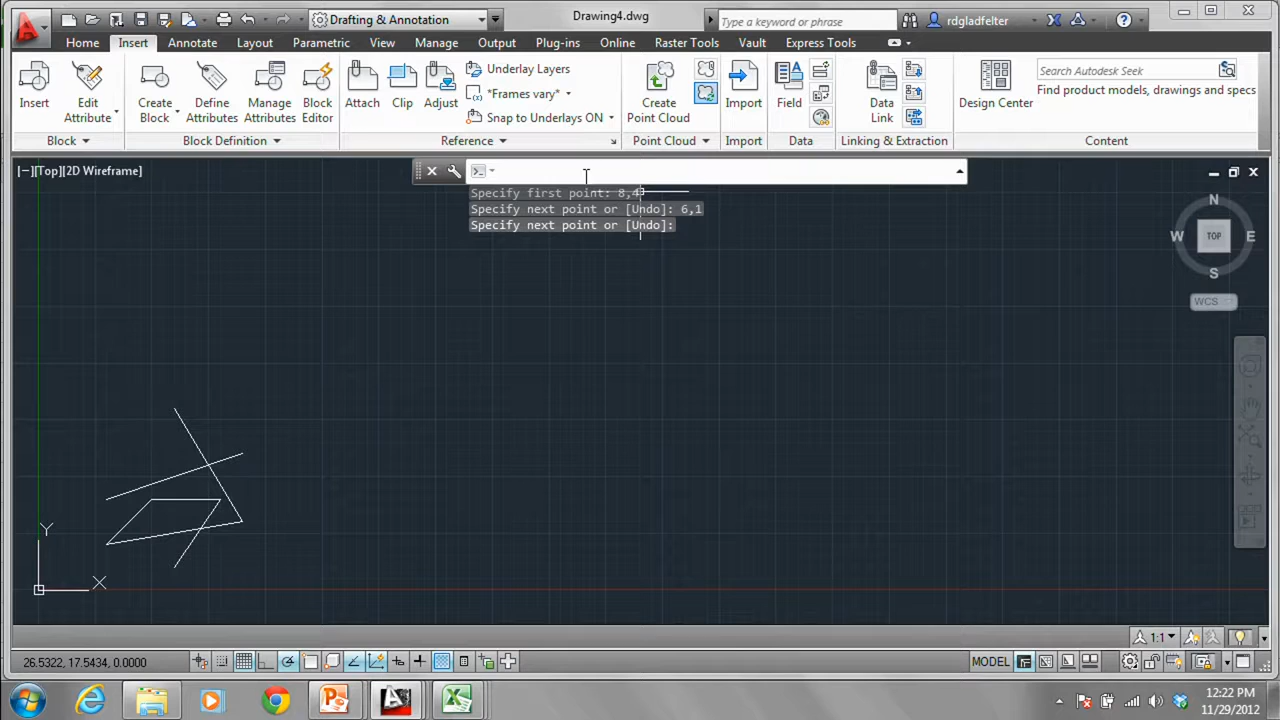 Drafting & Annotation
Drawing4.dwg
Type a keyword or phrase
rdgladfelter
Home Insert Annotate Layout Parametric View Manage Output Plug-ins Online Raster Tools Vault Express Tools
Insert
Edit Attribute
Create Block
Define Attributes
Manage Attributes
Block Editor
Attach
Clip
Adjust
Underlay Layers
*Frames vary*
Snap to Underlays ON
Create Point Cloud
Import
Field
Data Link
Design Center
Search Autodesk Seek
Find product models, drawings and specs
Block
Block Definition
Reference
Point Cloud
Import
Data
Linking & Extraction
Content
[−][Top][2D Wireframe]
Specify first point: 8,4
Specify next point or [Undo]: 6,1
Specify next point or [Undo]:
N
W TOP E
S
WCS
Y
X
1:1
26.5322, 17.5434, 0.0000
MODEL
12:22 PM
11/29/2012